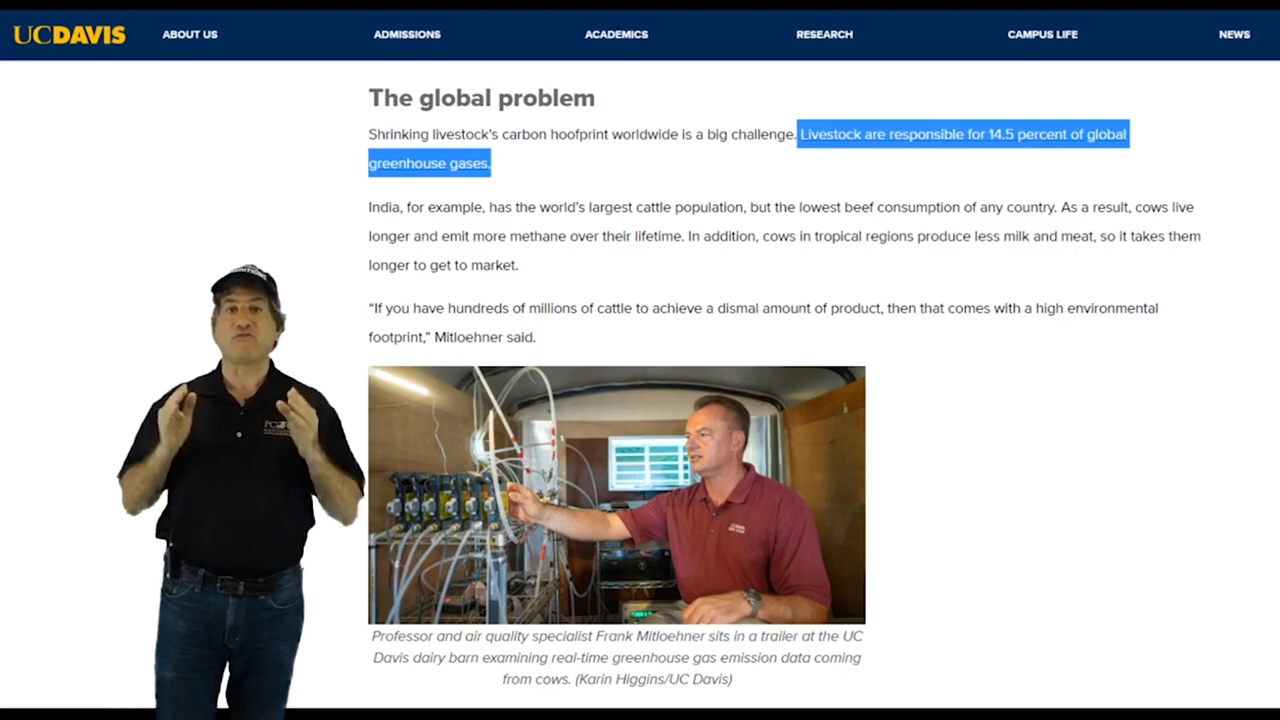 UCDAVIS
ABOUT US
ADMISSIONS
ACADEMICS
RESEARCH
CAMPUS LIFE
NEWS
The global problem
Shrinking livestock’s carbon hoofprint worldwide is a big challenge. Livestock are responsible for 14.5 percent of global
greenhouse gases.
India, for example, has the world’s largest cattle population, but the lowest beef consumption of any country. As a result, cows live
longer and emit more methane over their lifetime. In addition, cows in tropical regions produce less milk and meat, so it takes them
longer to get to market.
“If you have hundreds of millions of cattle to achieve a dismal amount of product, then that comes with a high environmental
footprint,” Mitloehner said.
Professor and air quality specialist Frank Mitloehner sits in a trailer at the UC
Davis dairy barn examining real-time greenhouse gas emission data coming
from cows. (Karin Higgins/UC Davis)